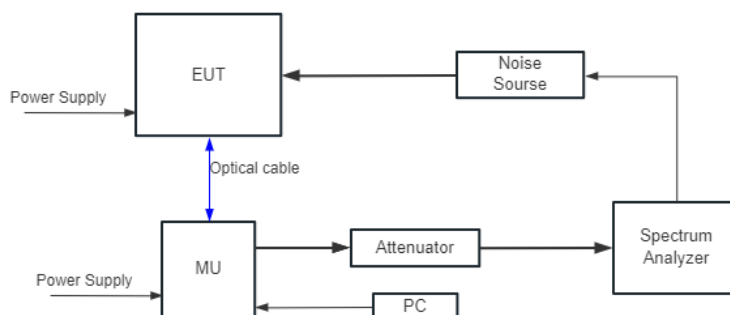 EUT
Noise
Sourse
Power Supply
Optical cable
MU
Attenuator
Spectrum
Analyzer
Power Supply
PC